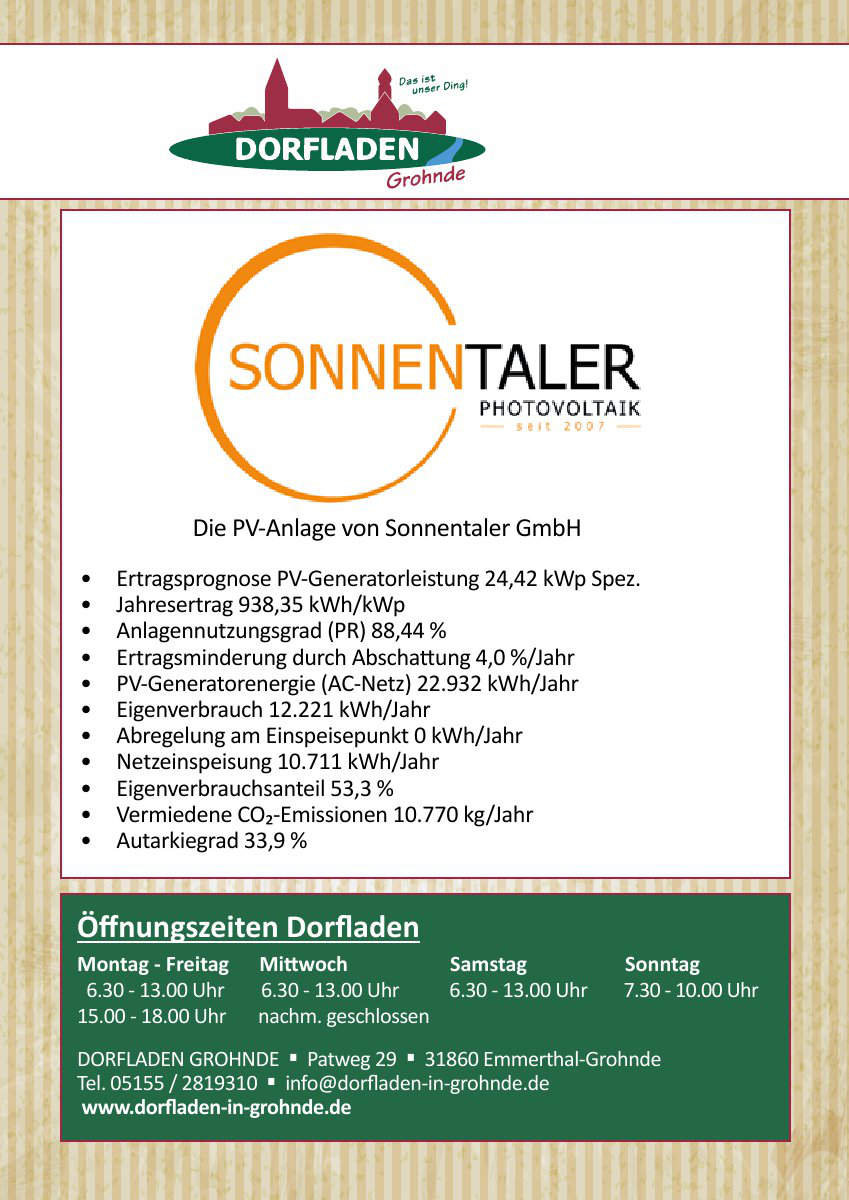 Das ist
unser Ding!
DORFLADEN
Grohnde
SONNENTALER
PHOTOVOLTAIK
seit 2007
Die PV-Anlage von Sonnentaler GmbH
• Ertragsprognose PV-Generatorleistung 24,42 kWp Spez.
• Jahresertrag 938,35 kWh/kWp
• Anlagennutzungsgrad (PR) 88,44 %
• Ertragsminderung durch Abschattung 4,0 %/Jahr
• PV-Generatorenergie (AC-Netz) 22.932 kWh/Jahr
• Eigenverbrauch 12.221 kWh/Jahr
• Abregelung am Einspeisepunkt 0 kWh/Jahr
• Netzeinspeisung 10.711 kWh/Jahr
• Eigenverbrauchsanteil 53,3 %
• Vermiedene CO₂-Emissionen 10.770 kg/Jahr
• Autarkiegrad 33,9 %
Öffnungszeiten Dorfladen
Montag - Freitag Mittwoch Samstag Sonntag
6.30 - 13.00 Uhr 6.30 - 13.00 Uhr 6.30 - 13.00 Uhr 7.30 - 10.00 Uhr
15.00 - 18.00 Uhr nachm. geschlossen
DORFLADEN GROHNDE ▪ Patweg 29 ▪ 31860 Emmerthal-Grohnde
Tel. 05155 / 2819310 ▪ info@dorfladen-in-grohnde.de
www.dorfladen-in-grohnde.de